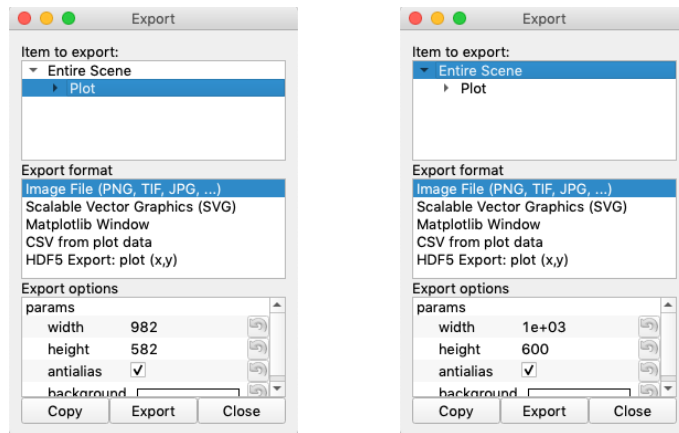 Export
Item to export:
Entire Scene
Plot
Export format
Image File (PNG, TIF, JPG, ...)
Scalable Vector Graphics (SVG)
Matplotlib Window
CSV from plot data
HDF5 Export: plot (x,y)
Export options
params
width 982
height 582
antialias
background
Copy Export Close
Export
Item to export:
Entire Scene
Plot
Export format
Image File (PNG, TIF, JPG, ...)
Scalable Vector Graphics (SVG)
Matplotlib Window
CSV from plot data
HDF5 Export: plot (x,y)
Export options
params
width 1e+03
height 600
antialias
background
Copy Export Close